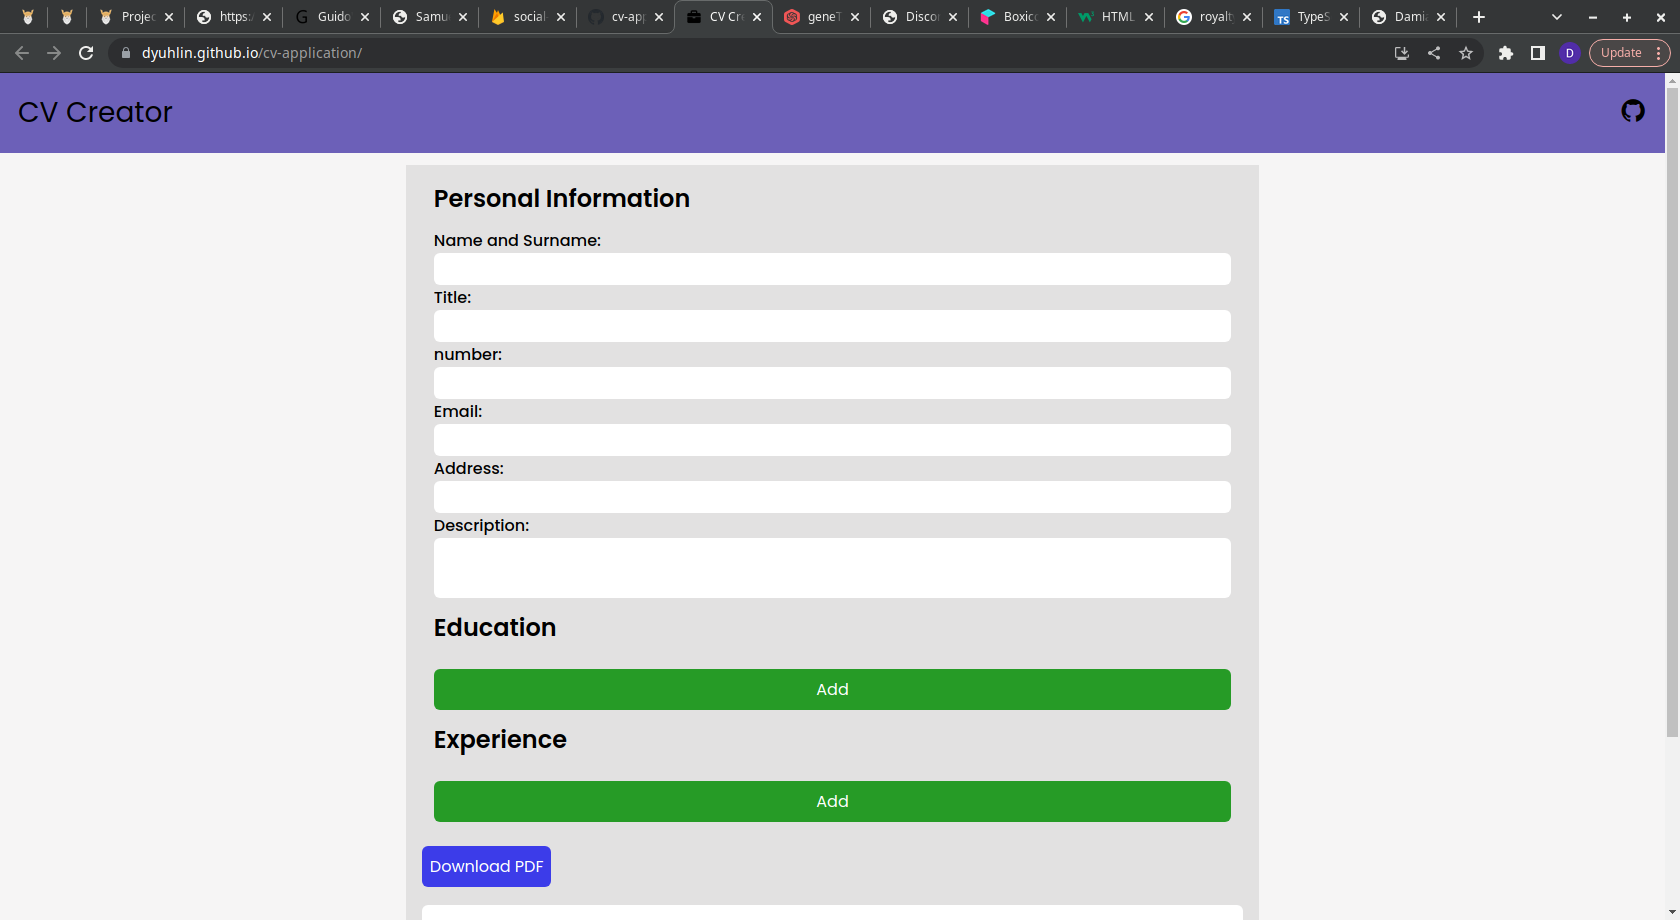 Projec
https:/
Guido
Samu
social-
cv-app
CV Cre
geneT
Discor
Boxico
HTML
royalt
TypeS
Dami
dyuhlin.github.io/cv-application/
D
Update
CV Creator
Personal Information
Name and Surname:
Title:
number:
Email:
Address:
Description:
Education
Add
Experience
Add
Download PDF